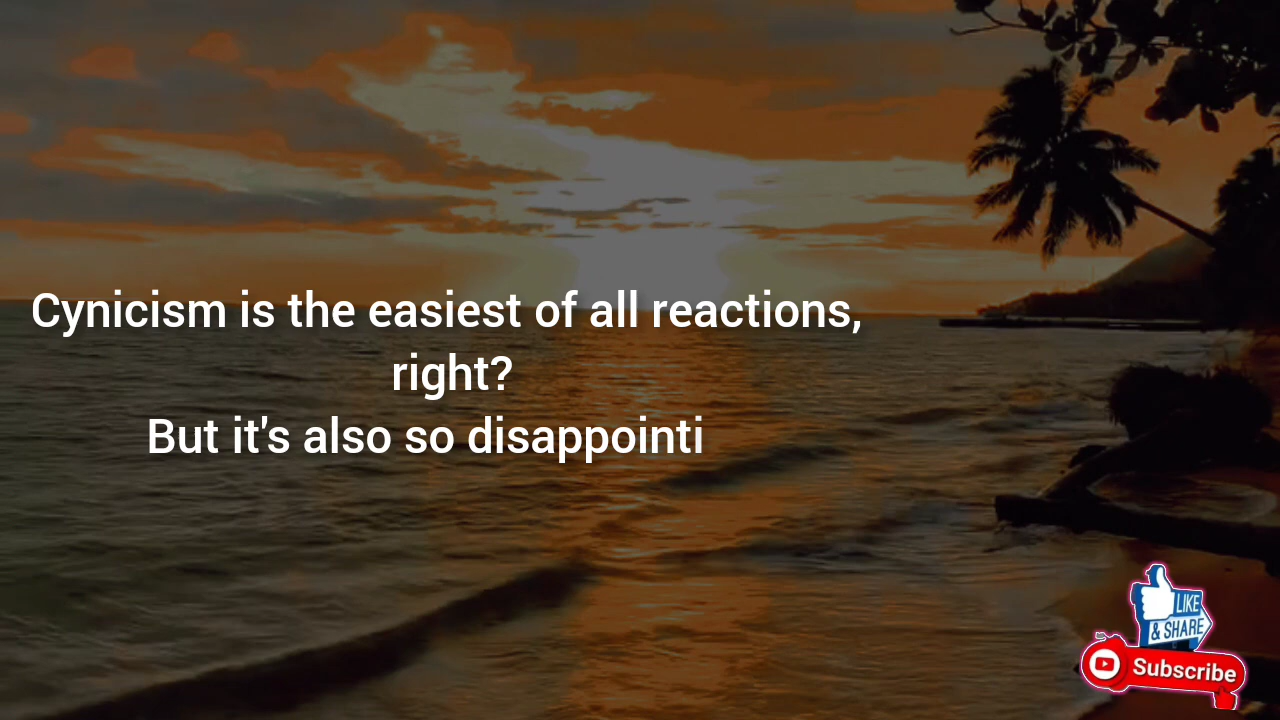 Cynicism is the easiest of all reactions,
right?
But it's also so disappointi
LIKE
& SHARE
Subscribe